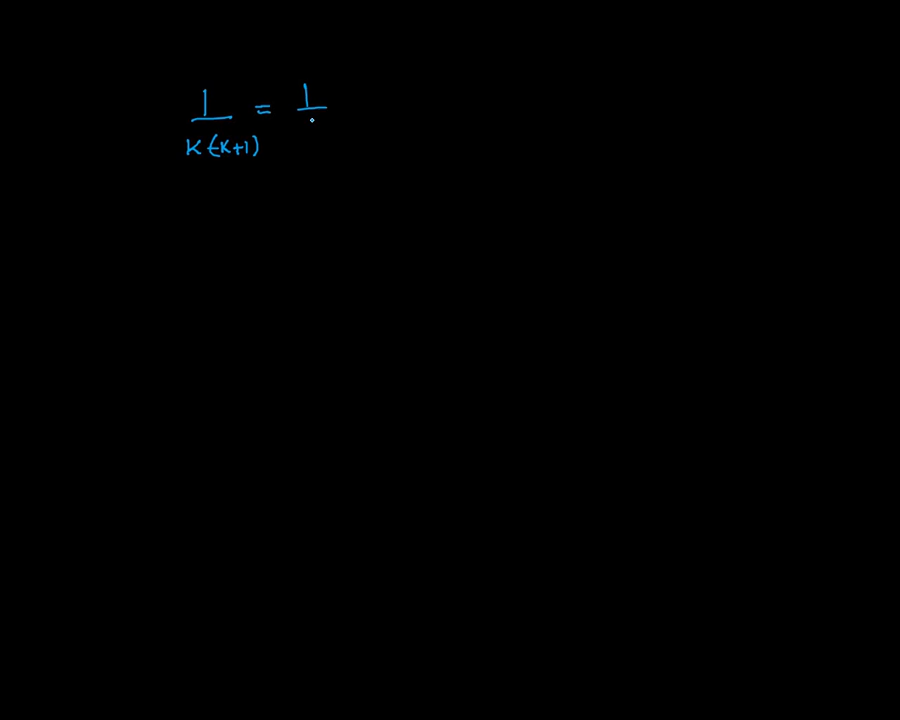 1/K(K+1) = 1/